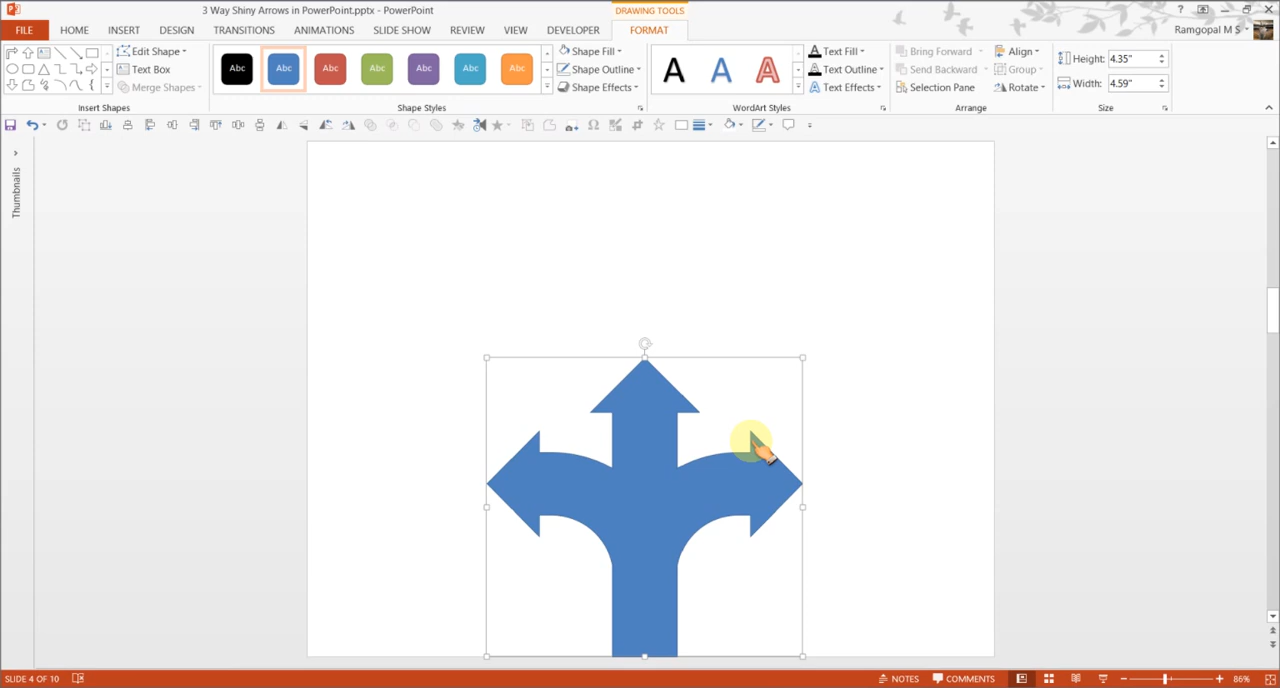 3 Way Shiny Arrows in PowerPoint.pptx - PowerPoint
DRAWING TOOLS
?
FILE
HOME
INSERT
DESIGN
TRANSITIONS
ANIMATIONS
SLIDE SHOW
REVIEW
VIEW
DEVELOPER
FORMAT
Ramgopal M S
Edit Shape
Text Box
Merge Shapes
Insert Shapes
Abc
Abc
Abc
Abc
Abc
Abc
Abc
Shape Fill
Shape Outline
Shape Effects
Shape Styles
A
A
A
Text Fill
Text Outline
Text Effects
WordArt Styles
Bring Forward
Send Backward
Selection Pane
Align
Group
Rotate
Arrange
Height: 4.35"
Width: 4.59"
Size
Thumbnails
SLIDE 4 OF 10
NOTES
COMMENTS
86%